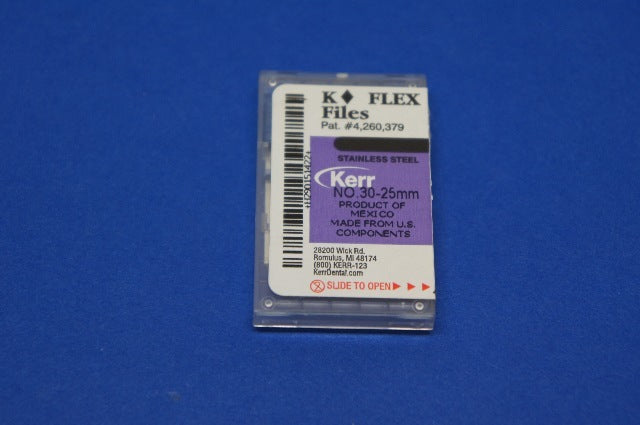 K♦ FLEX
Files
Pat. #4,260,379
STAINLESS STEEL
Kerr
NO.30-25mm
PRODUCT OF
MEXICO
MADE FROM U.S.
COMPONENTS
28200 Wick Rd.
Romulus, MI 48174
(800) KERR-123
KerrDental.com
SLIDE TO OPEN